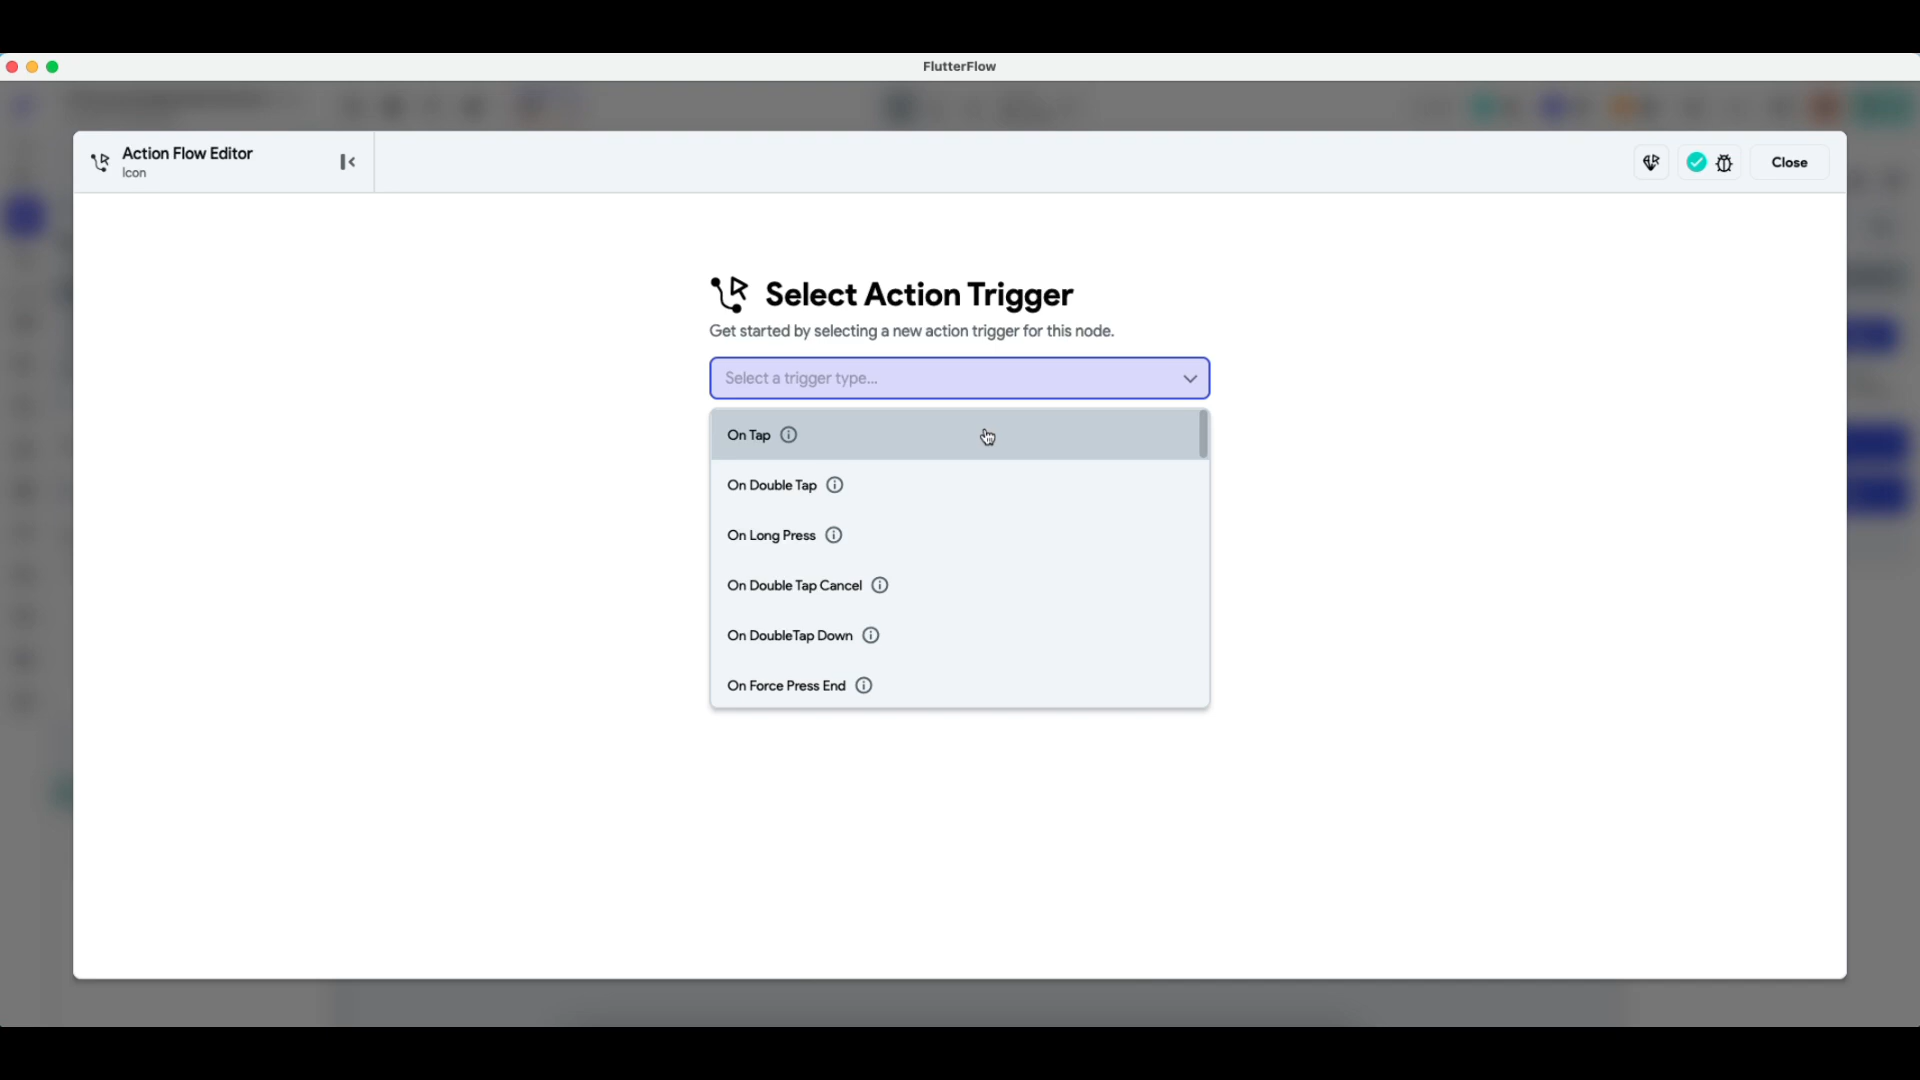 FlutterFlow
Action Flow Editor
Icon
Close
Select Action Trigger
Get started by selecting a new action trigger for this node.
Select a trigger type...
On Tap
On Double Tap
On Long Press
On Double Tap Cancel
On DoubleTap Down
On Force Press End